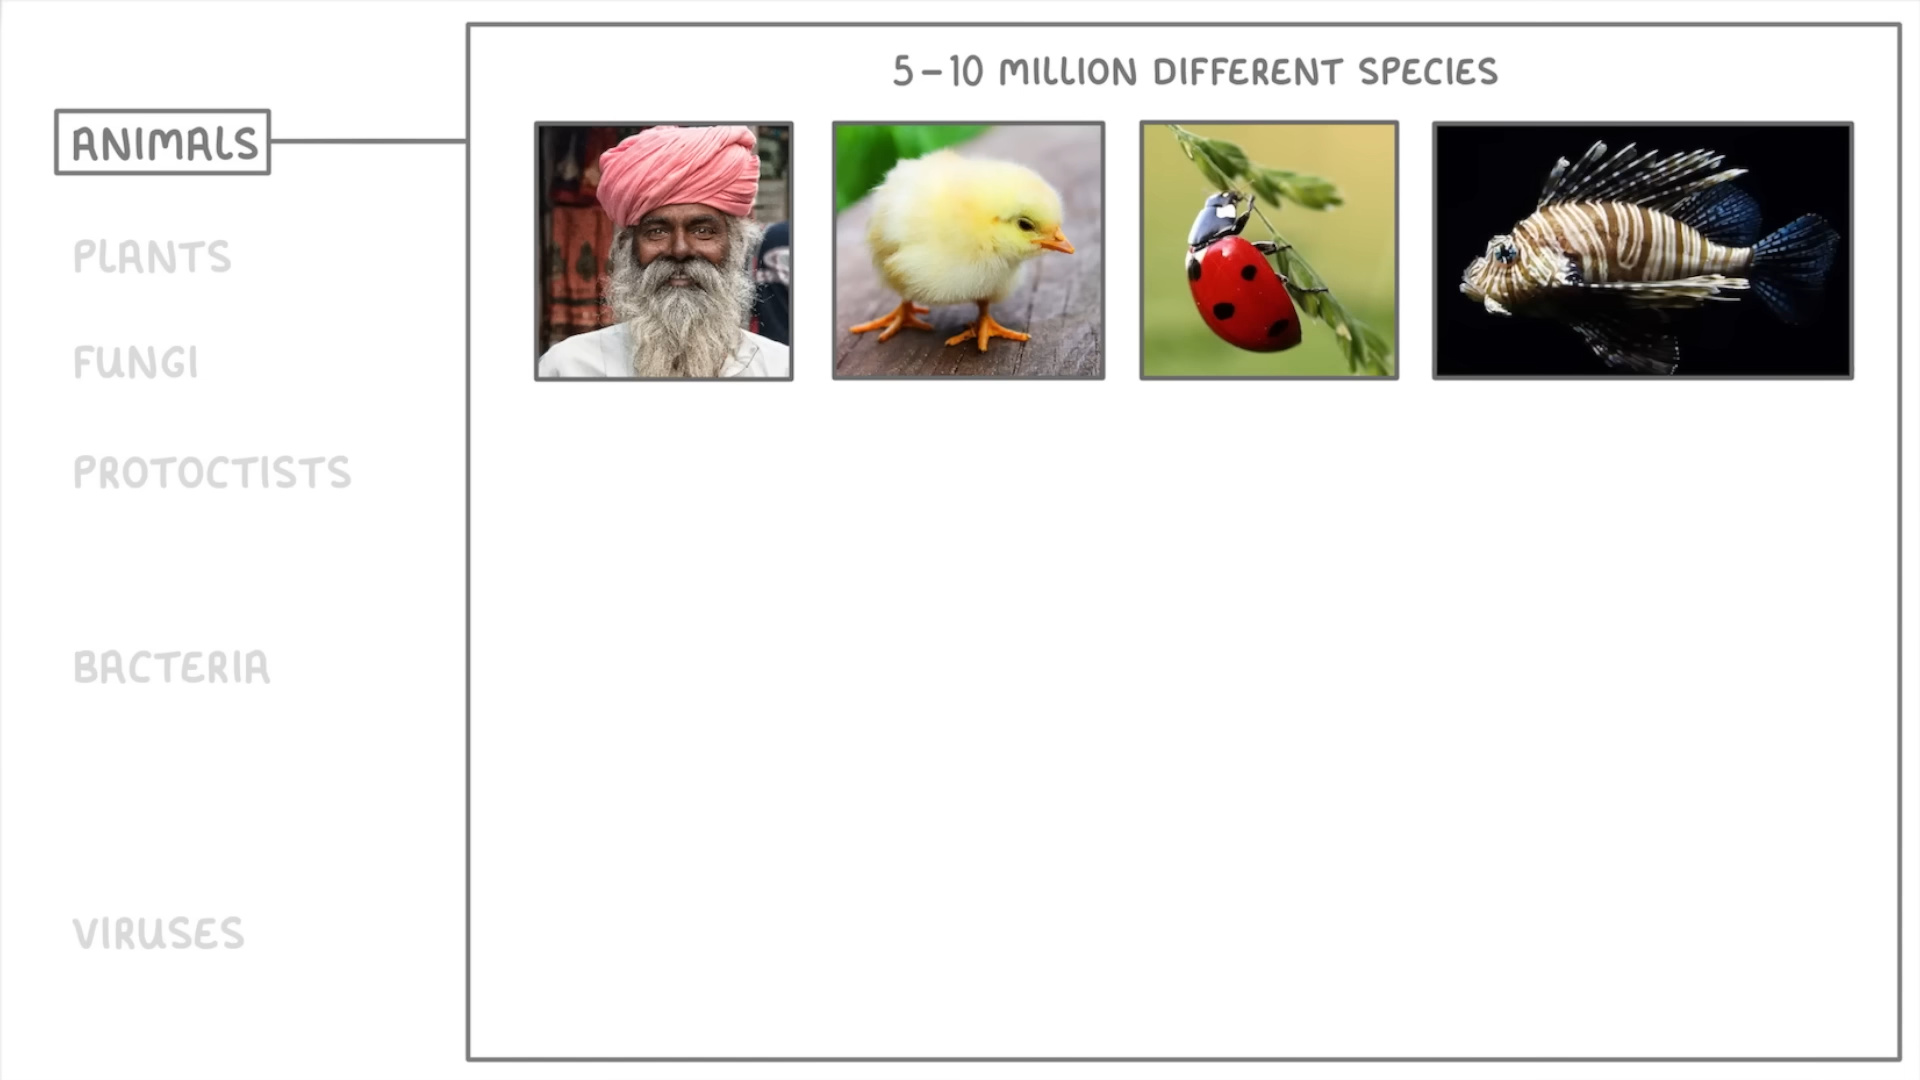 5-10 MILLION DIFFERENT SPECIES
ANIMALS
PLANTS
FUNGI
PROTOCTISTS
BACTERIA
VIRUSES